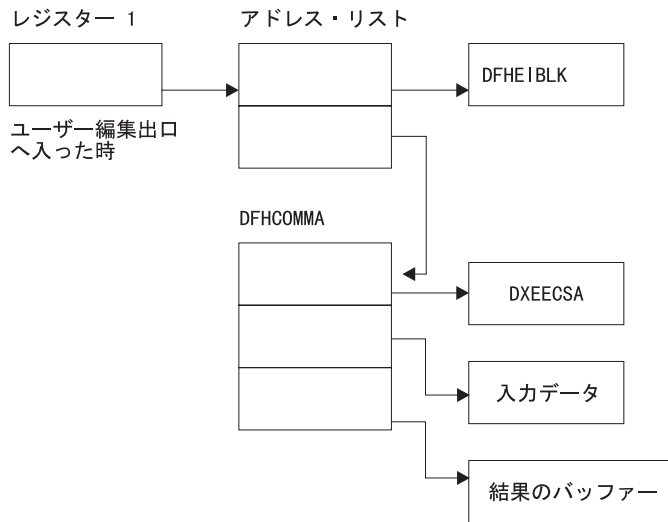 レジスター 1
アドレス・リスト
DFHEIBLK
ユーザー編集出口
へ入った時
DFHCOMMA
DXEECSA
入力データ
結果のバッファー